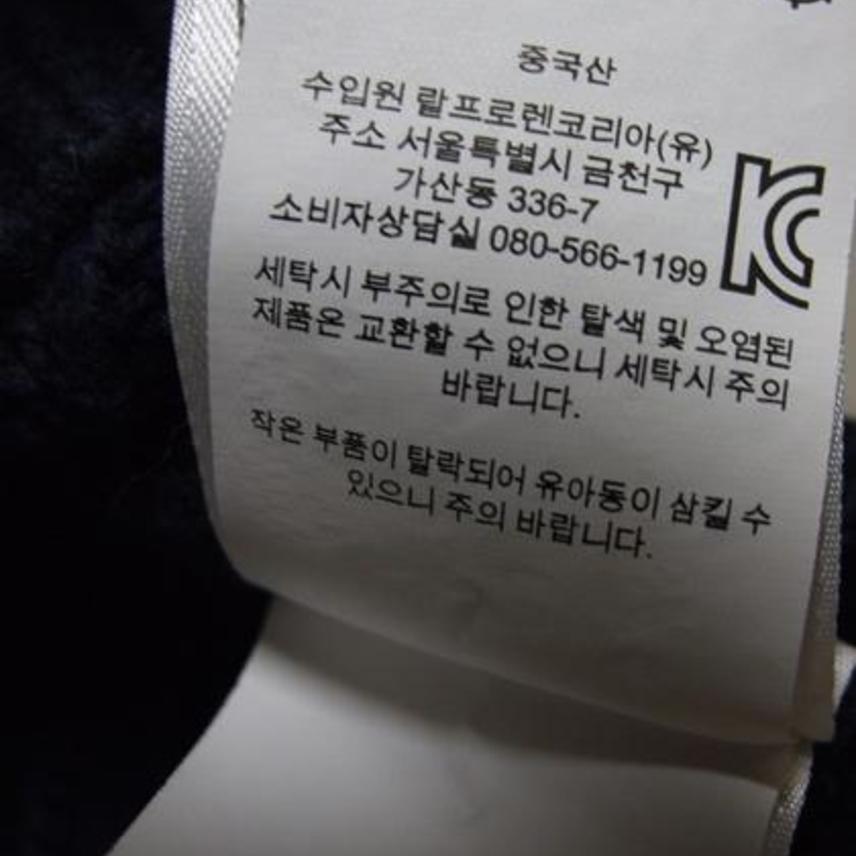 중국산
수입원 랄프로렌코리아(유)
주소 서울특별시 금천구
가산동 336-7
소비자상담실 080-566-1199
세탁시 부주의로 인한 탈색 및 오염된
제품은 교환할 수 없으니 세탁시 주의
바랍니다.
작은 부품이 탈락되어 유아동이 삼킬 수
있으니 주의 바랍니다.